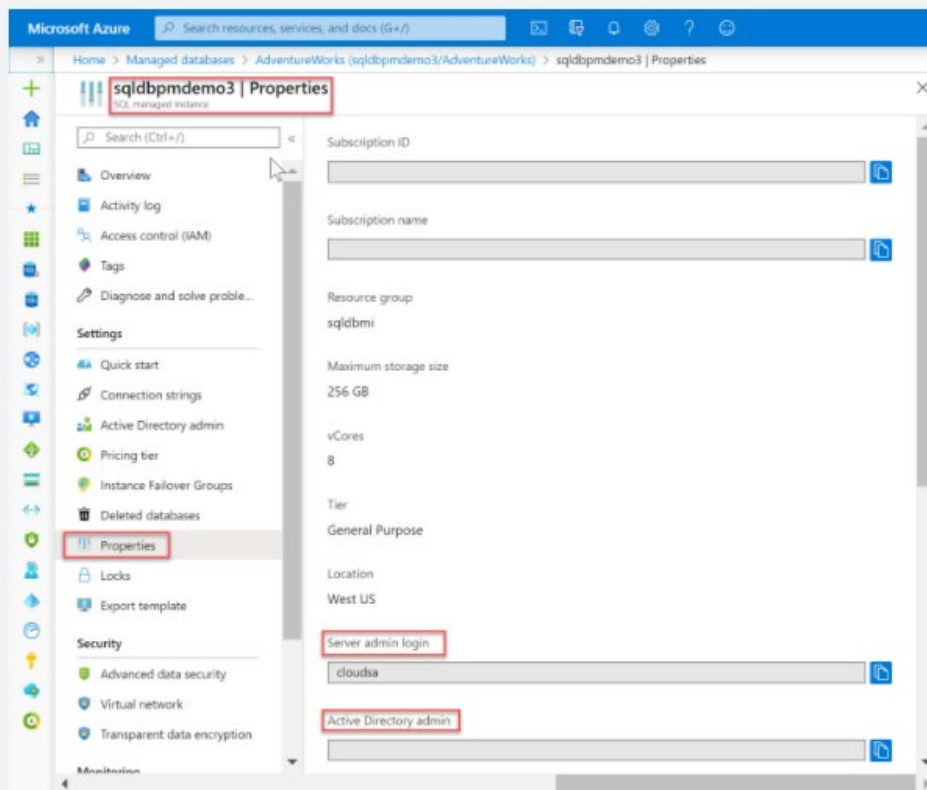 Microsoft Azure
Search resources, services, and docs (G+/)
Home > Managed databases > AdventureWorks (sqldbpmdemo3/AdventureWorks) > sqldbpmdemo3 | Properties
sqldbpmdemo3 | Properties
SQL managed instance
Search (Ctrl+/)
Overview
Activity log
Access control (IAM)
Tags
Diagnose and solve proble...
Settings
Quick start
Connection strings
Active Directory admin
Pricing tier
Instance Failover Groups
Deleted databases
Properties
Locks
Export template
Security
Advanced data security
Virtual network
Transparent data encryption
Monitoring
Subscription ID
Subscription name
Resource group
sqldbmi
Maximum storage size
256 GB
vCores
8
Tier
General Purpose
Location
West US
Server admin login
cloudsa
Active Directory admin